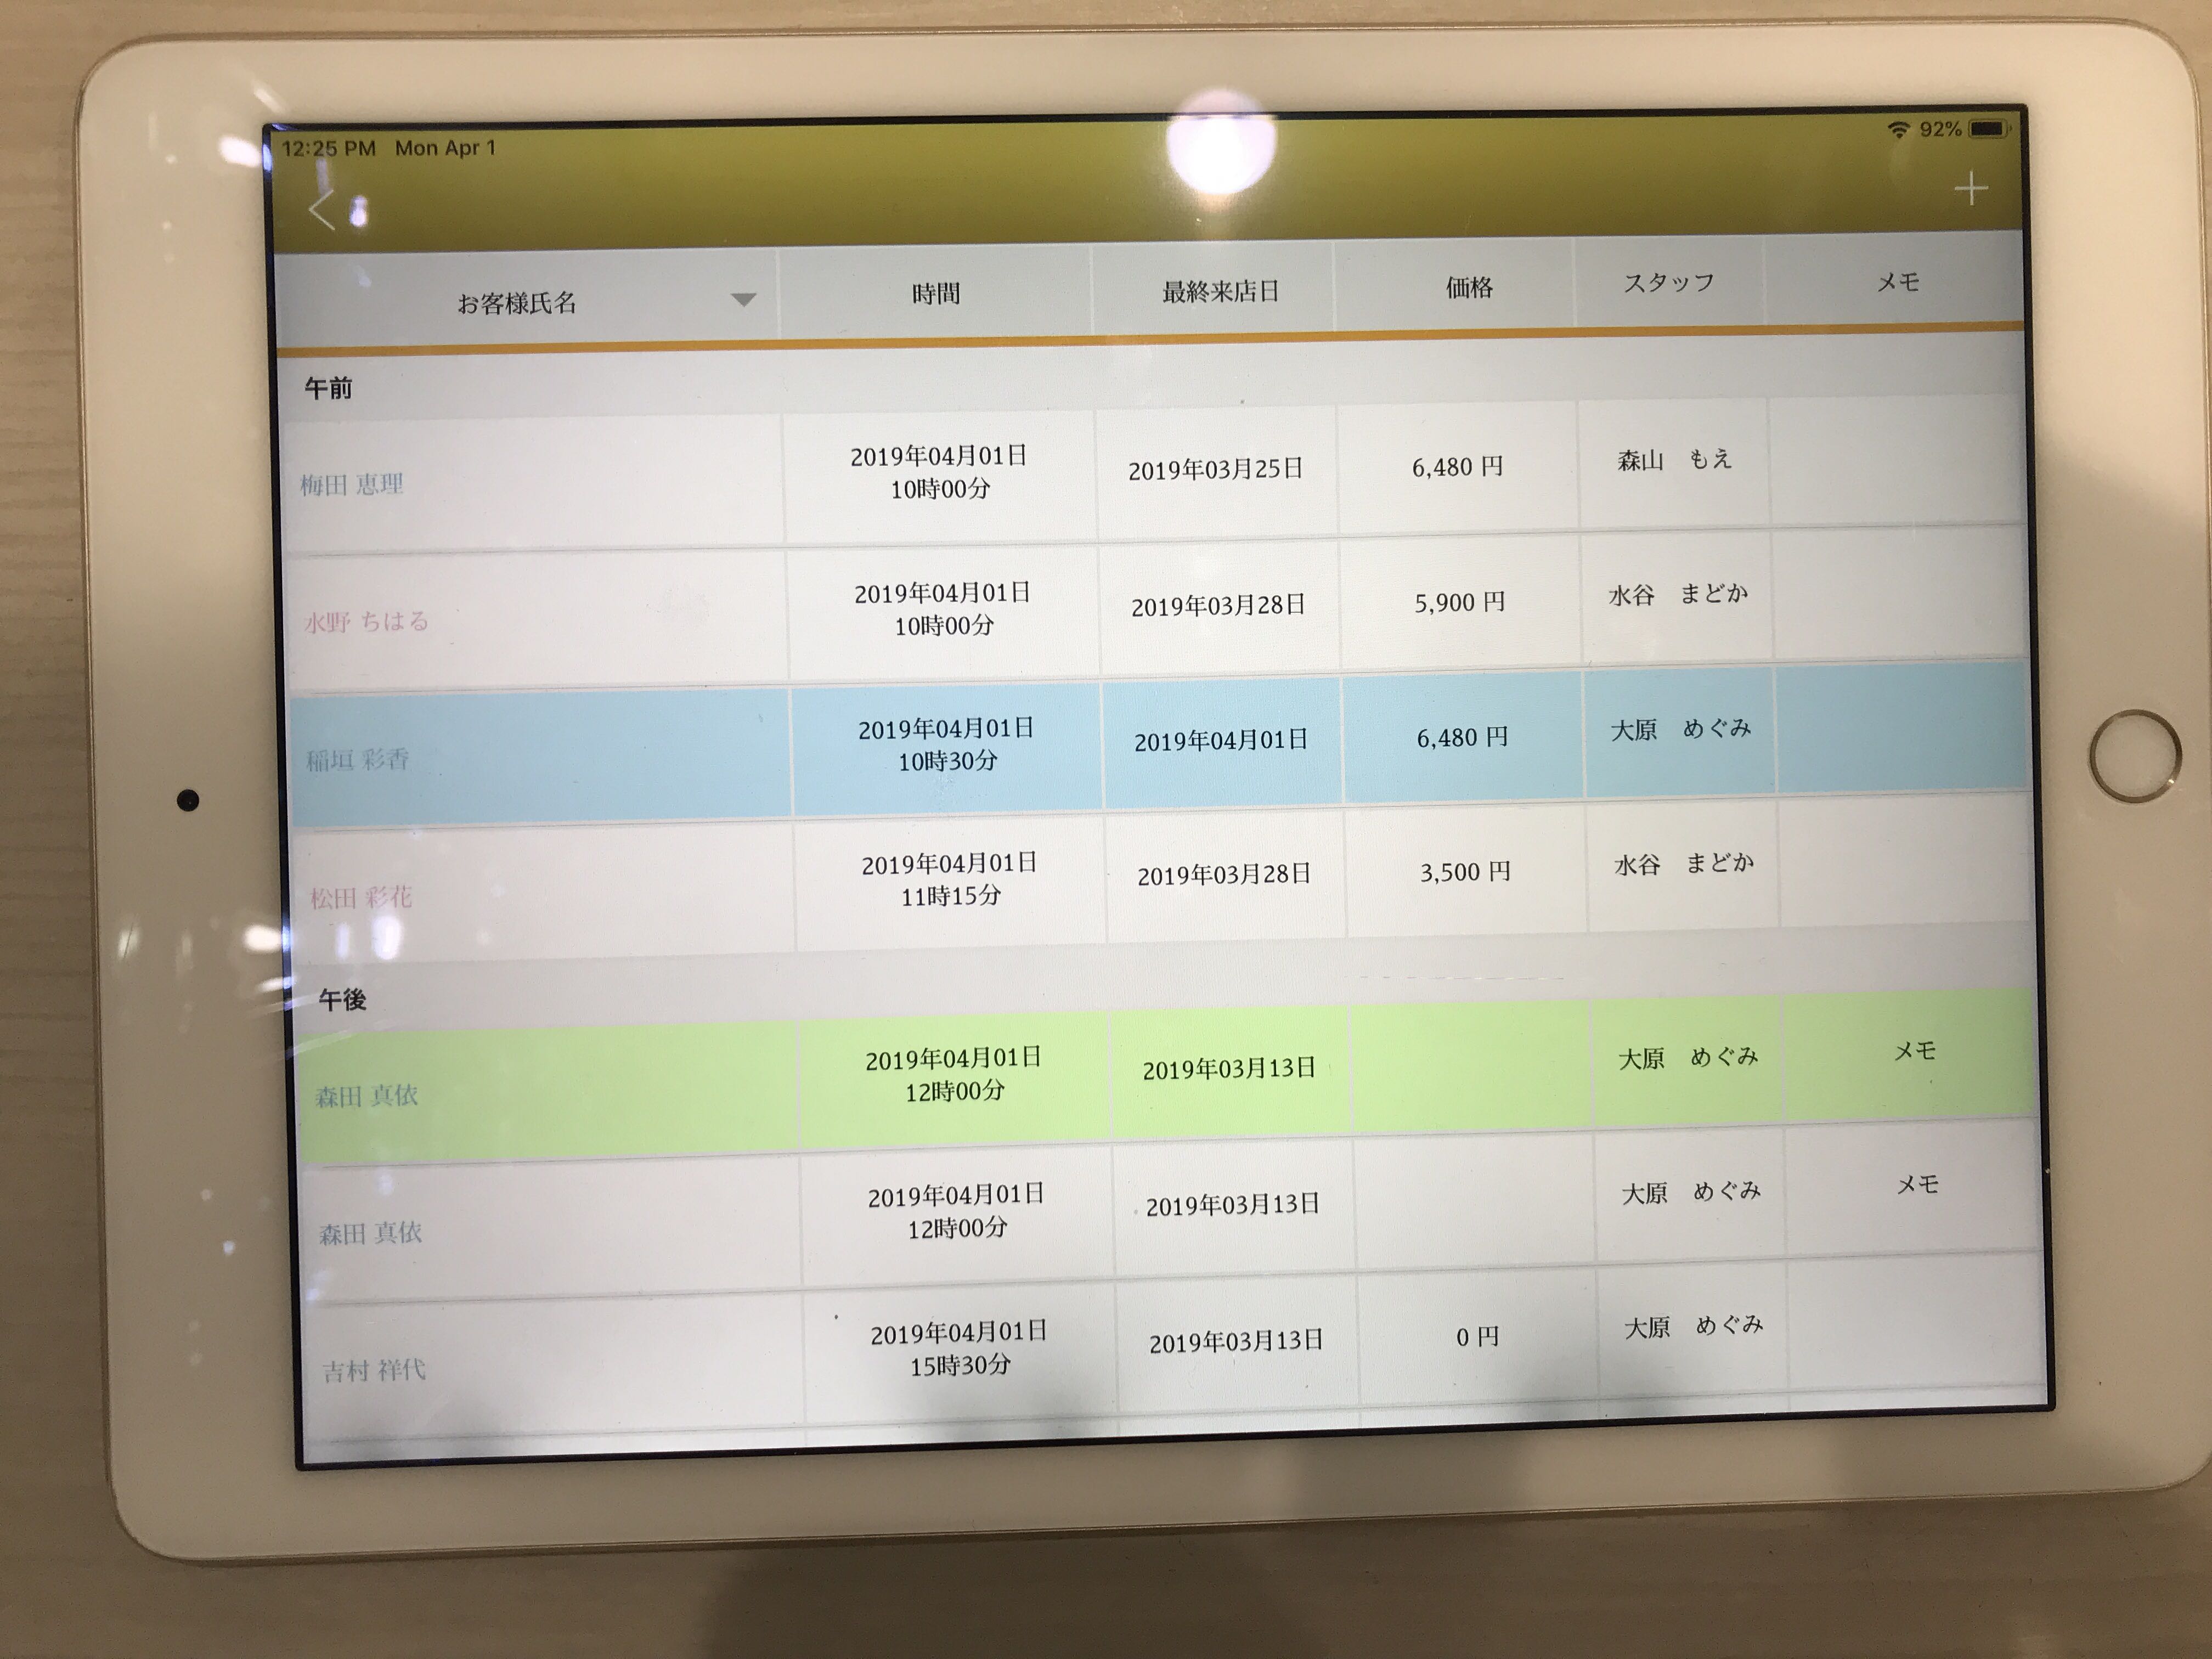 12:25 PM Mon Apr 1 92%
お客様氏名 時間 最終来店日 価格 スタッフ メモ
午前
梅田 恵理 2019年04月01日 10時00分 2019年03月25日 6,480 円 森山 もえ
水野 ちはる 2019年04月01日 10時00分 2019年03月28日 5,900 円 水谷 まどか
稲垣 彩香 2019年04月01日 10時30分 2019年04月01日 6,480 円 大原 めぐみ
松田 彩花 2019年04月01日 11時15分 2019年03月28日 3,500 円 水谷 まどか
午後
森田 真依 2019年04月01日 12時00分 2019年03月13日 大原 めぐみ メモ
森田 真依 2019年04月01日 12時00分 2019年03月13日 大原 めぐみ メモ
吉村 祥代 2019年04月01日 15時30分 2019年03月13日 0 円 大原 めぐみ